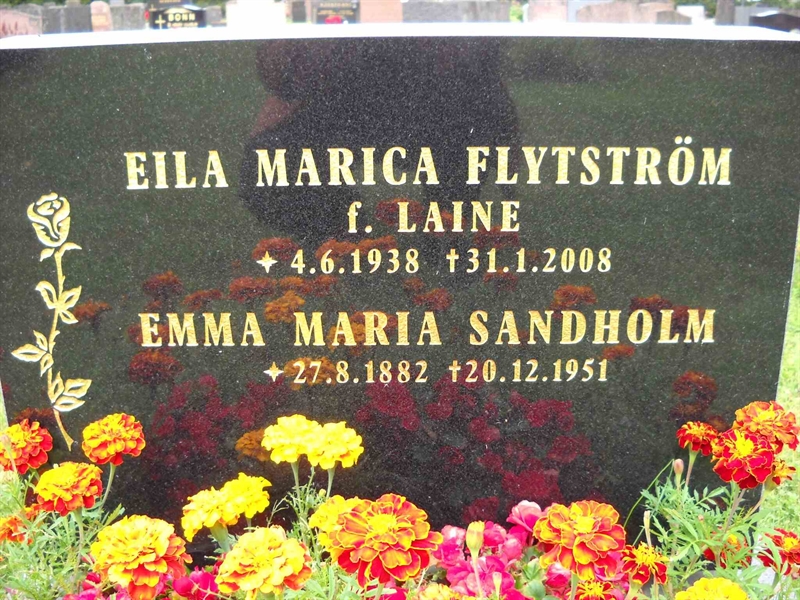 BONN
EILA MARICA FLYTSTRÖM
f. LAINE
✦ 4.6.1938 † 31.1.2008
EMMA MARIA SANDHOLM
✦ 27.8.1882 † 20.12.1951